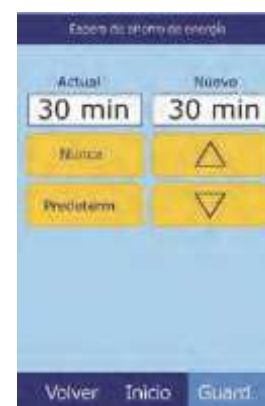 Espera de ahorro de energía
Actual Nuevo
30 min 30 min
Nunca
Predeterm
Volver Inicio Guard